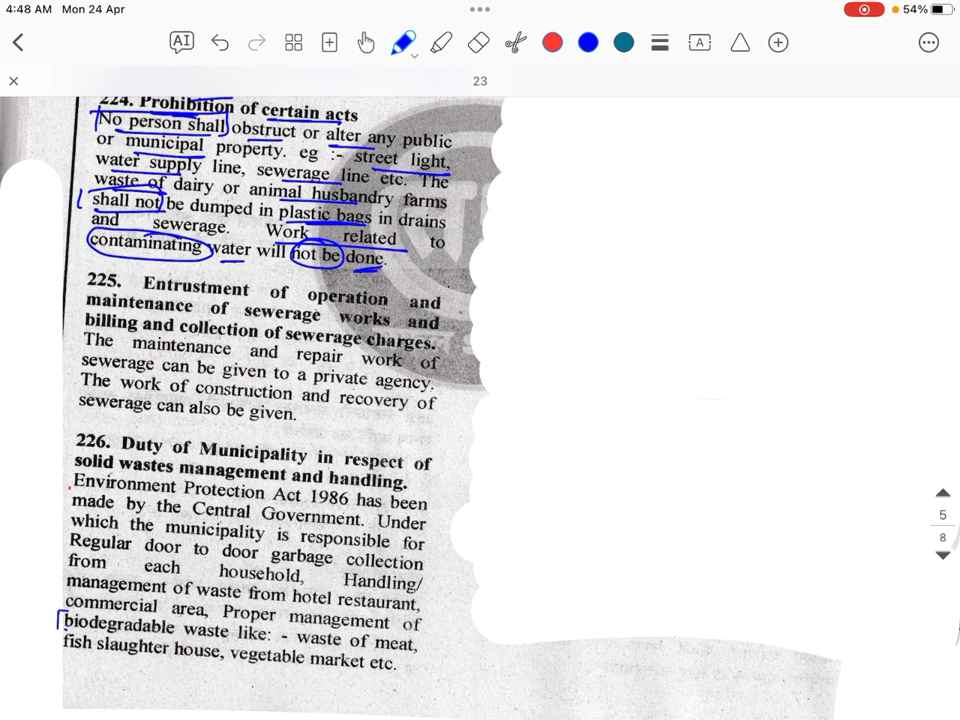 4:48 AM Mon 24 Apr
54%
AI
A
23
224. Prohibition of certain acts
No person shall obstruct or alter any public
or municipal property. eg :- street light,
water supply line, sewerage line etc. The
waste of dairy or animal husbandry farms
shall not be dumped in plastic bags in drains
and sewerage. Work related to
contaminating water will not be done.
225. Entrustment of operation and
maintenance of sewerage works and
billing and collection of sewerage charges.
The maintenance and repair work of
sewerage can be given to a private agency.
The work of construction and recovery of
sewerage can also be given.
226. Duty of Municipality in respect of
solid wastes management and handling.
Environment Protection Act 1986 has been
made by the Central Government. Under
which the municipality is responsible for
Regular door to door garbage collection
from each household, Handling/
management of waste from hotel restaurant,
commercial area, Proper management of
biodegradable waste like: - waste of meat,
fish slaughter house, vegetable market etc.
5
8